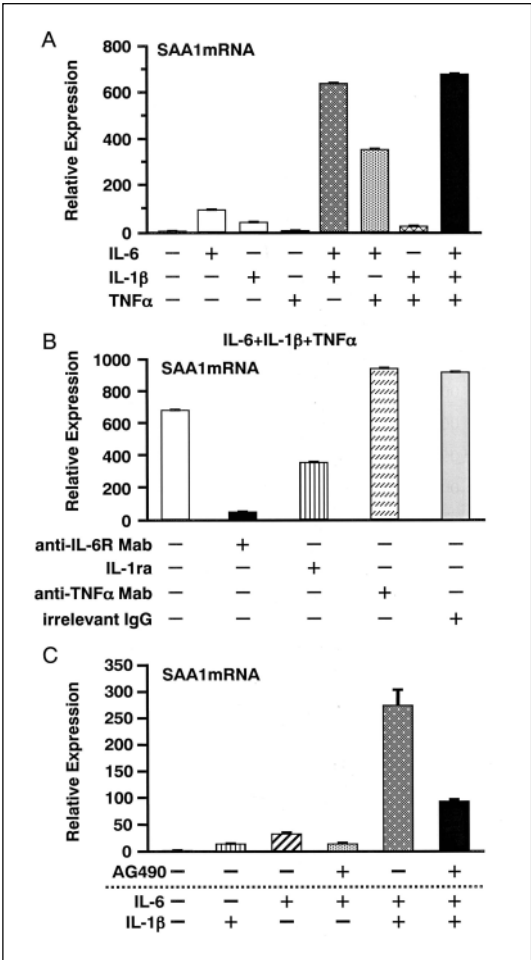 A
SAA1mRNA
Relative Expression
800
600
400
200
0
IL-6 – + – – + + – +
IL-1β – – + – + – + +
TNFα – – – + – + + +
B
IL-6+IL-1β+TNFα
SAA1mRNA
Relative Expression
1000
800
600
400
200
0
anti-IL-6R Mab – + – – –
IL-1ra – – + – –
anti-TNFα Mab – – – + –
irrelevant IgG – – – – +
C
SAA1mRNA
Relative Expression
350
300
250
200
150
100
50
0
AG490 – – – + – +
IL-6 – – + + + +
IL-1β – + – – + +